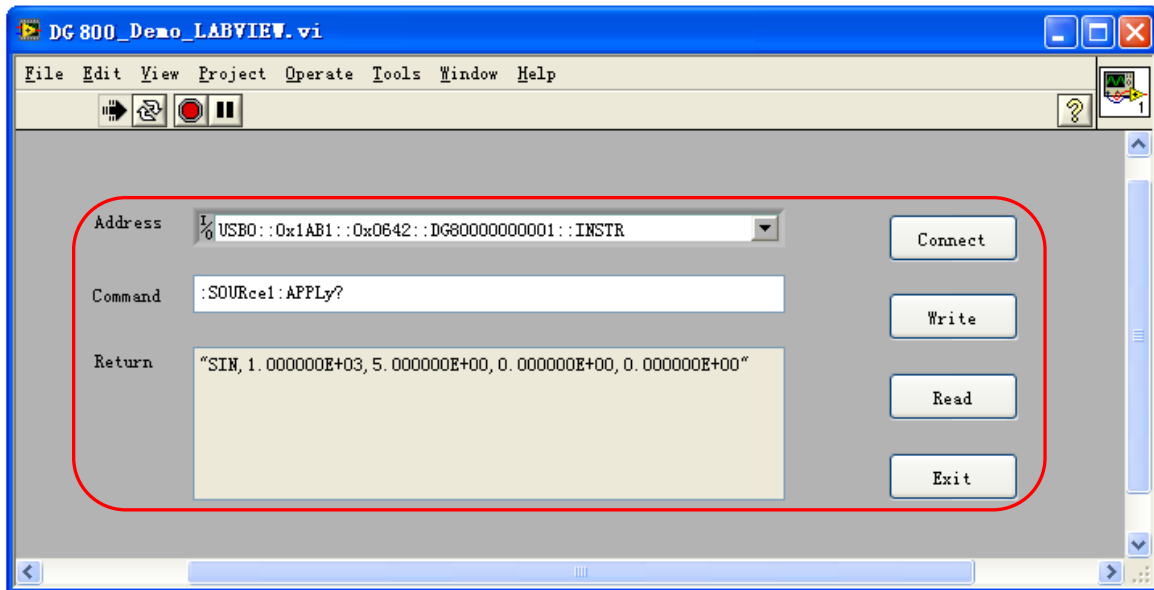 DG 800_Demo_LABVIEW.vi
File Edit View Project Operate Tools Window Help
?
1
Address I/O USB0::0x1AB1::0x0642::DG80000000001::INSTR Connect
Command :SOURce1:APPLy? Write
Return "SIN,1.000000E+03,5.000000E+00,0.000000E+00,0.000000E+00"
Read
Exit